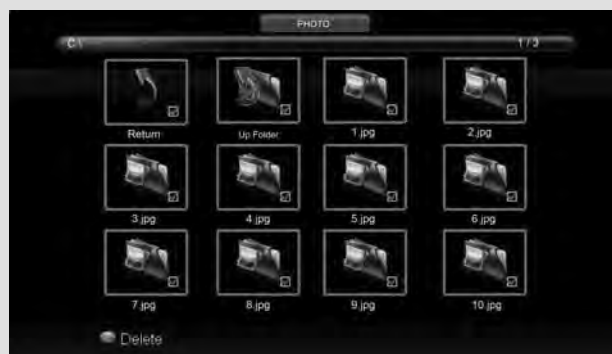 PHOTO
C:\ 1 / 3
Return Up Folder 1.jpg 2.jpg
3.jpg 4.jpg 5.jpg 6.jpg
7.jpg 8.jpg 9.jpg 10.jpg
Delete